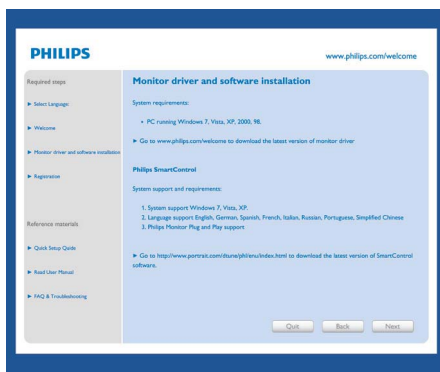 PHILIPS
www.philips.com/welcome
Required steps
► Select Language
► Welcome
► Monitor driver and software installation
► Registration
Reference materials
► Quick Setup Quide
► Read User Manual
► FAQ & Troubleshooting
Monitor driver and software installation
System requirements:
• PC running Windows 7, Vista, XP, 2000, 98.
► Go to www.philips.com/welcome to download the latest version of monitor driver
Philips SmartControl
System support and requirements:
1. System support Windows 7, Vista, XP.
2. Language support English, German, Spanish, French, Italian, Russian, Portuguese, Simplified Chinese
3. Philips Monitor Plug and Play support
► Go to http://www.portrait.com/dtune/phl/enu/index.html to download the latest version of SmartControl
software.
Quit
Back
Next